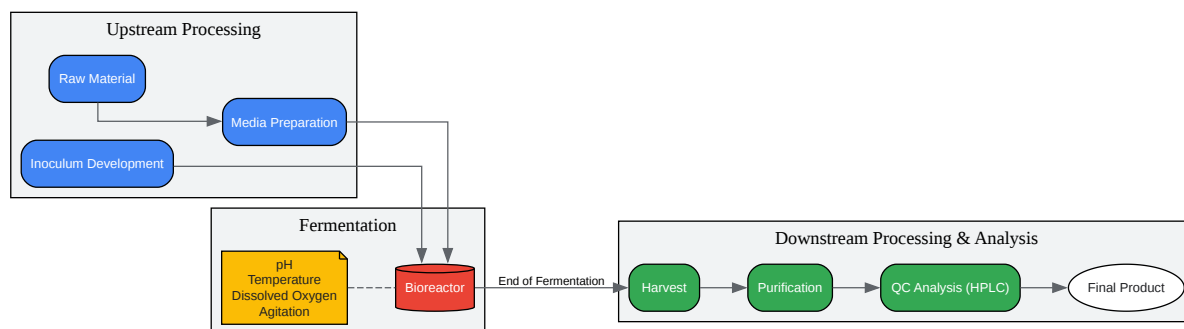 Upstream Processing
Raw Material
Media Preparation
Inoculum Development
Fermentation
pH
Temperature
Dissolved Oxygen
Agitation
Bioreactor
End of Fermentation
Downstream Processing & Analysis
Harvest
Purification
QC Analysis (HPLC)
Final Product